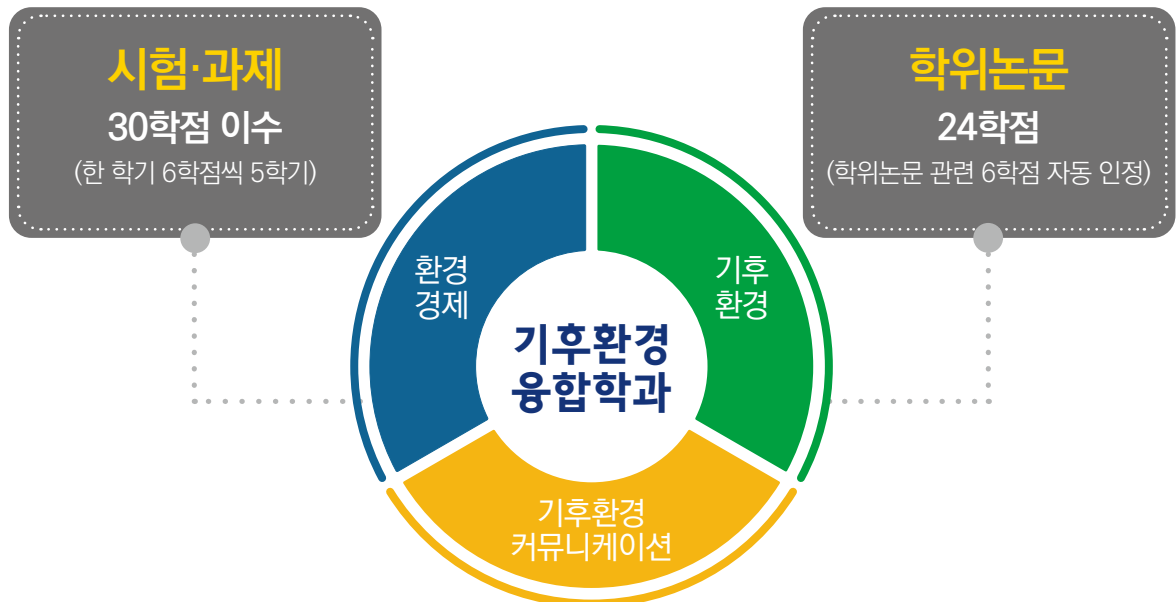 시험·과제
30학점 이수
(한 학기 6학점씩 5학기)
학위논문
24학점
(학위논문 관련 6학점 자동 인정)
환경
경제
기후
환경
기후환경
융합학과
기후환경
커뮤니케이션